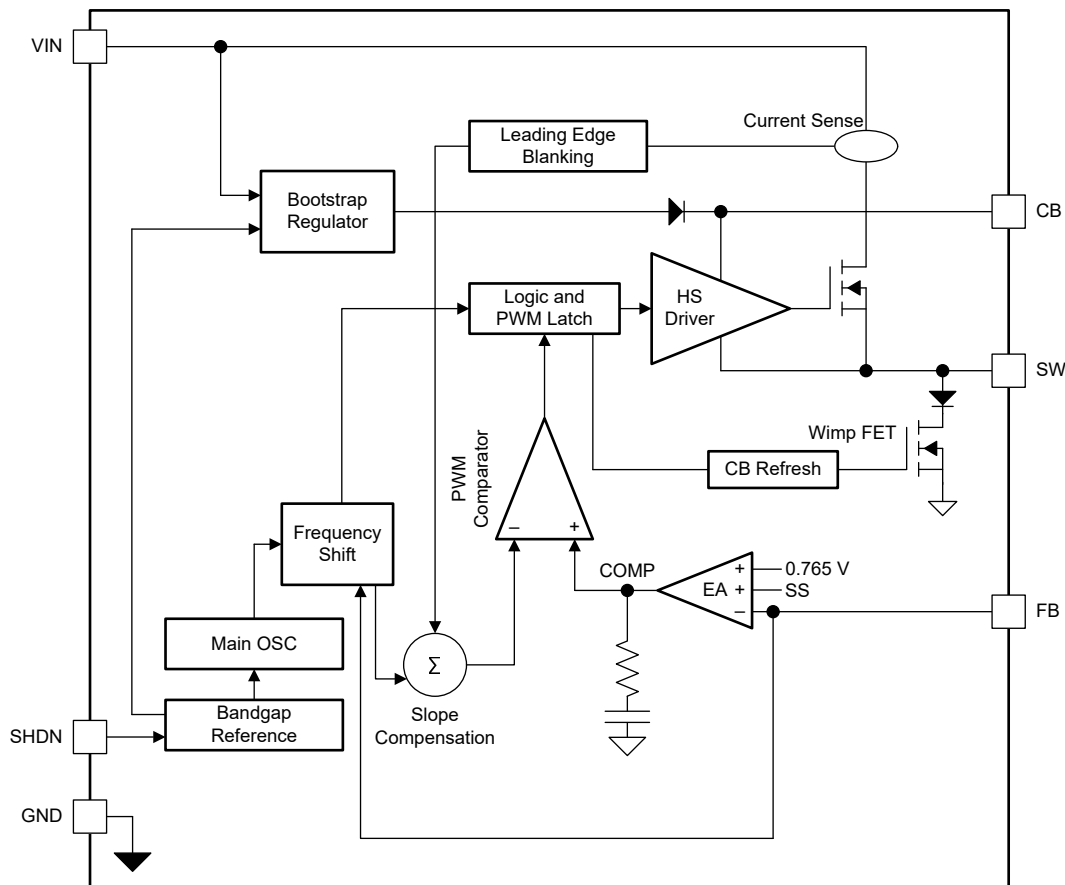 VIN
Current Sense
Leading Edge
Blanking
Bootstrap
Regulator
CB
Logic and
PWM Latch
HS
Driver
SW
Wimp FET
CB Refresh
PWM
Comparator
–
+
Frequency
Shift
COMP
EA
+
+
–
0.765 V
SS
FB
Main OSC
Σ
Slope
Compensation
Bandgap
Reference
SHDN
GND